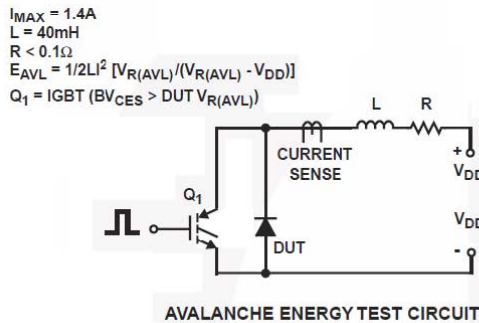 IMAX = 1.4A
L = 40mH
R < 0.1Ω
EAVL = 1/2LI² [VR(AVL)/(VR(AVL) - VDD)]
Q1 = IGBT (BVCES > DUT VR(AVL))
L R
CURRENT
SENSE
+
VDD
Q1
DUT
VDD
-
AVALANCHE ENERGY TEST CIRCUIT